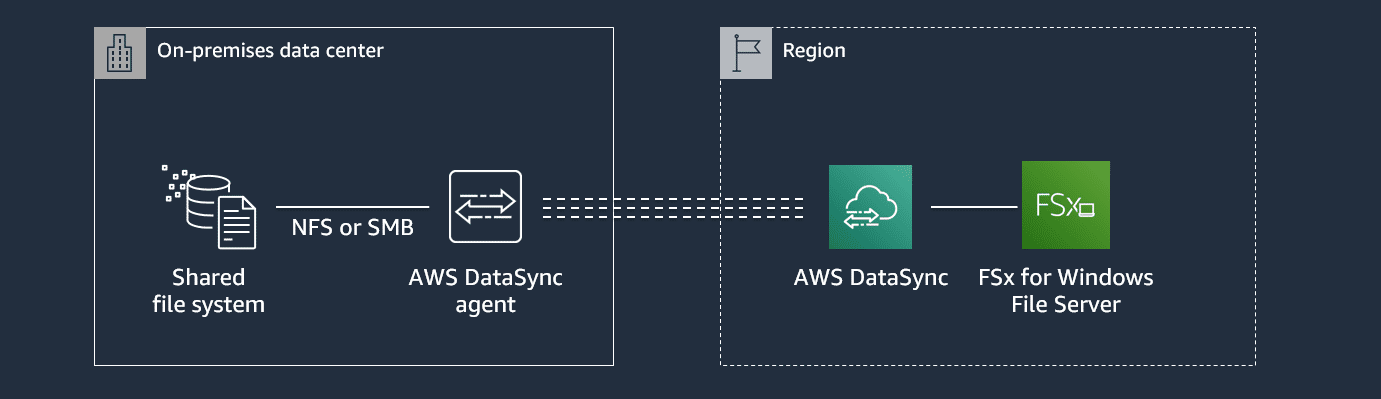 On-premises data center
Region
NFS or SMB
FSx
Shared
file system
AWS DataSync
agent
AWS DataSync
FSx for Windows
File Server